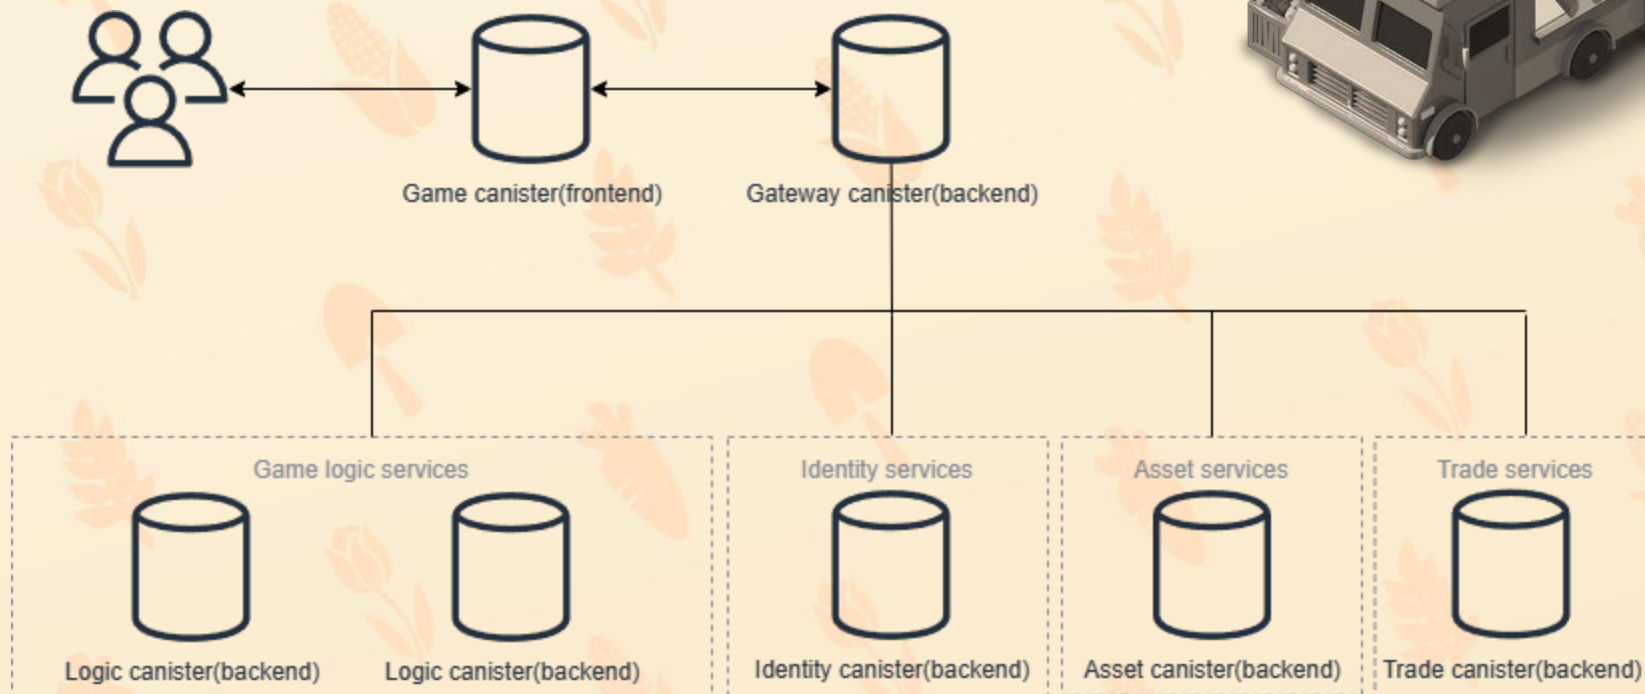 Game canister(frontend)
Gateway canister(backend)
Game logic services
Identity services
Asset services
Trade services
Logic canister(backend)
Logic canister(backend)
Identity canister(backend)
Asset canister(backend)
Trade canister(backend)